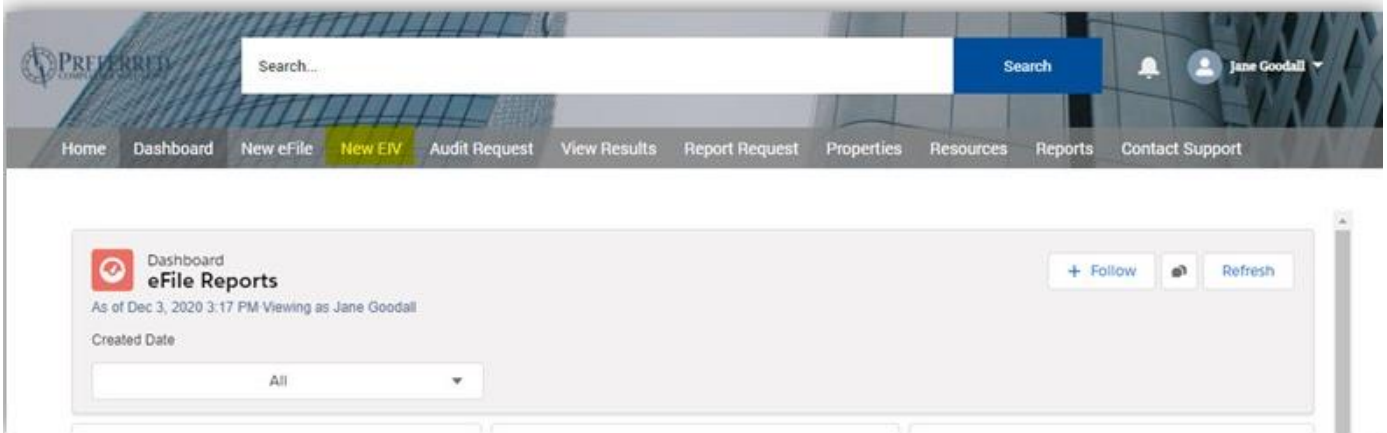 PREFERRED
Search...
Search
Jane Goodall
Home Dashboard New eFile New EIV Audit Request View Results Report Request Properties Resources Reports Contact Support
Dashboard
eFile Reports
+ Follow
Refresh
As of Dec 3, 2020 3:17 PM·Viewing as Jane Goodall
Created Date
All